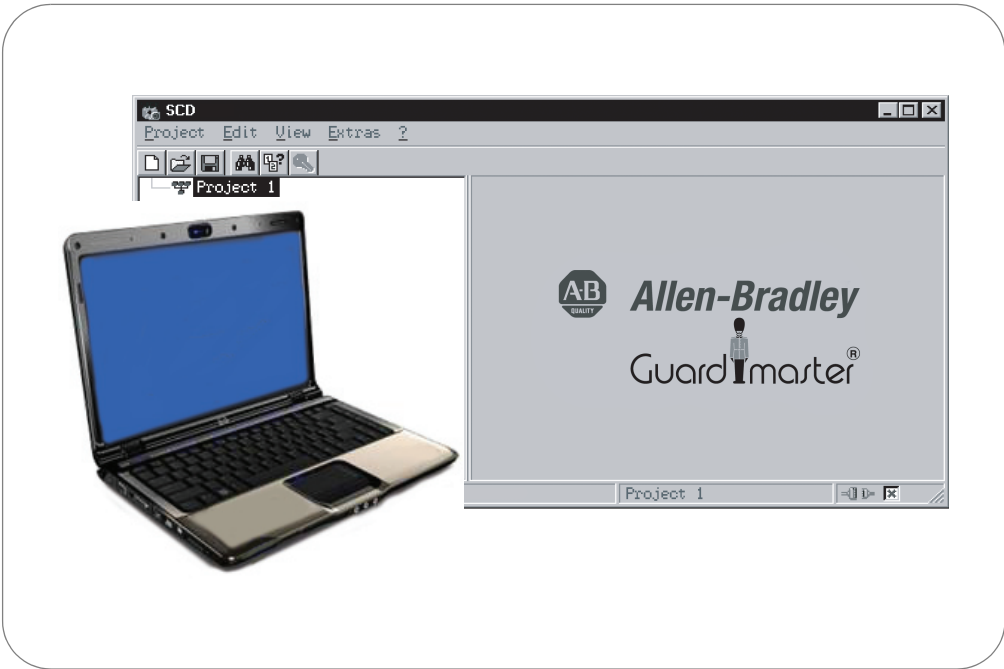 SCD
Project Edit View Extras ?
Project 1
A·B QUALITY
Allen-Bradley
Guardmaster®
Project 1